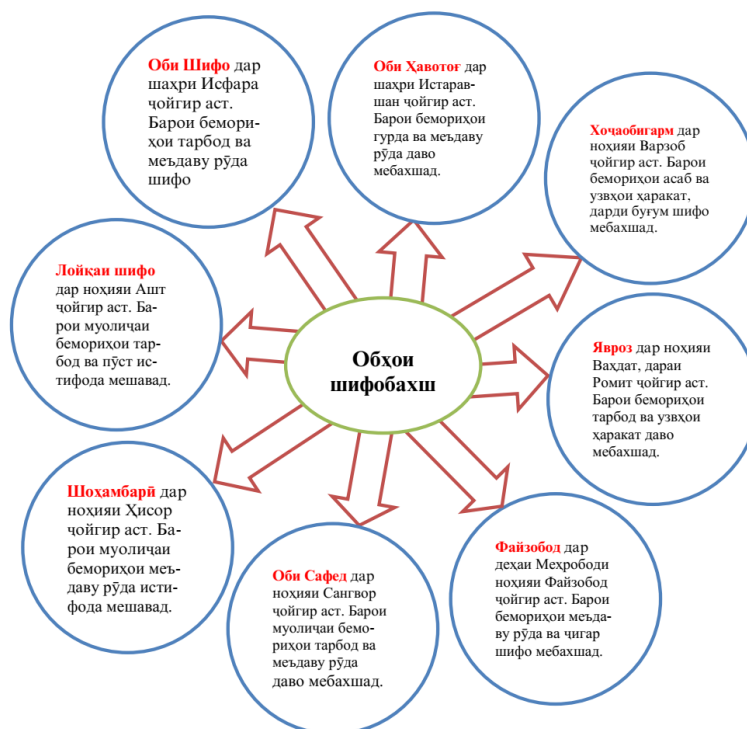 Оби Шифо дар
шаҳри Исфара
ҷойгир аст.
Барои бемори-
ҳои тарбод ва
меъдаву рӯда
шифо
Оби Ҳавотоғ дар
шаҳри Истарав-
шан ҷойгир аст.
Барои бемориҳои
гурда ва меъдаву
рӯда даво
мебахшад.
Хоҷаобигарм дар
ноҳияи Варзоб
ҷойгир аст. Барои
бемориҳои асаб ва
узвҳои ҳаракат,
дарди буғум шифо
мебахшад.
Лойқаи шифо
дар ноҳияи Ашт
ҷойгир аст. Ба-
рои муолиҷаи
бемориҳои тар-
бод ва пӯст ис-
тифода мешавад.
Обҳои
шифобахш
Явроз дар ноҳияи
Ваҳдат, дараи
Ромит ҷойгир аст.
Барои бемориҳои
тарбод ва узвҳои
ҳаракат даво
мебахшад.
Шоҳамбарӣ дар
ноҳияи Ҳисор
ҷойгир аст. Ба-
рои муолиҷаи
бемориҳои меъ-
даву рӯда исти-
фода мешавад.
Оби Сафед дар
ноҳияи Сангвор
ҷойгир аст. Барои
муолиҷаи бемо-
риҳои тарбод ва
меъдаву рӯда
даво мебахшад.
Файзобод дар
деҳаи Меҳрободи
ноҳияи Файзобод
ҷойгир аст. Барои
бемориҳои меъда-
ву рӯда ва ҷигар
шифо мебахшад.